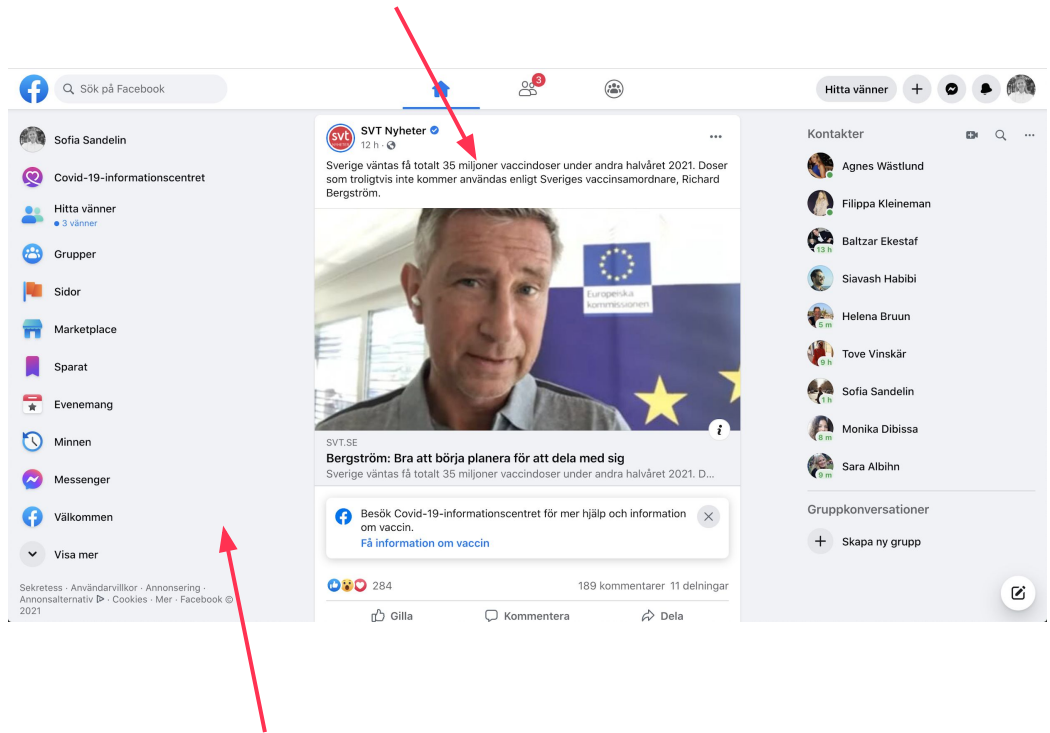 Sök på Facebook
3
Hitta vänner
Sofia Sandelin
Covid-19-informationscentret
Hitta vänner
3 vänner
Grupper
Sidor
Marketplace
Sparat
Evenemang
Minnen
Messenger
Välkommen
Visa mer
Sekretess · Användarvillkor · Annonsering ·
Annonsalternativ · Cookies · Mer · Facebook ©
2021
svt
NYHETER
SVT Nyheter
12 h ·
Sverige väntas få totalt 35 miljoner vaccindoser under andra halvåret 2021. Doser
som troligtvis inte kommer användas enligt Sveriges vaccinsamordnare, Richard
Bergström.
Europeiska
kommissionen
SVT.SE
Bergström: Bra att börja planera för att dela med sig
Sverige väntas få totalt 35 miljoner vaccindoser under andra halvåret 2021. D...
Besök Covid-19-informationscentret för mer hjälp och information
om vaccin.
Få information om vaccin
284
189 kommentarer 11 delningar
Gilla
Kommentera
Dela
Kontakter
Agnes Wästlund
Filippa Kleineman
13 h
Baltzar Ekestaf
Siavash Habibi
5 m
Helena Bruun
9 h
Tove Vinskär
1 h
Sofia Sandelin
8 m
Monika Dibissa
9 m
Sara Albihn
Gruppkonversationer
Skapa ny grupp